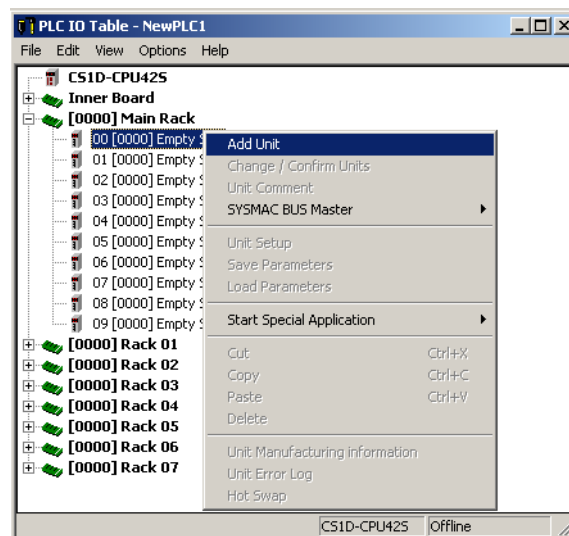 PLC IO Table - NewPLC1
File Edit View Options Help
CS1D-CPU42S
Inner Board
[0000] Main Rack
00 [0000] Empty S
01 [0000] Empty S
02 [0000] Empty S
03 [0000] Empty S
04 [0000] Empty S
05 [0000] Empty S
06 [0000] Empty S
07 [0000] Empty S
08 [0000] Empty S
09 [0000] Empty S
[0000] Rack 01
[0000] Rack 02
[0000] Rack 03
[0000] Rack 04
[0000] Rack 05
[0000] Rack 06
[0000] Rack 07
Add Unit
Change / Confirm Units
Unit Comment
SYSMAC BUS Master
Unit Setup
Save Parameters
Load Parameters
Start Special Application
Cut Ctrl+X
Copy Ctrl+C
Paste Ctrl+V
Delete
Unit Manufacturing information
Unit Error Log
Hot Swap
CS1D-CPU42S Offline